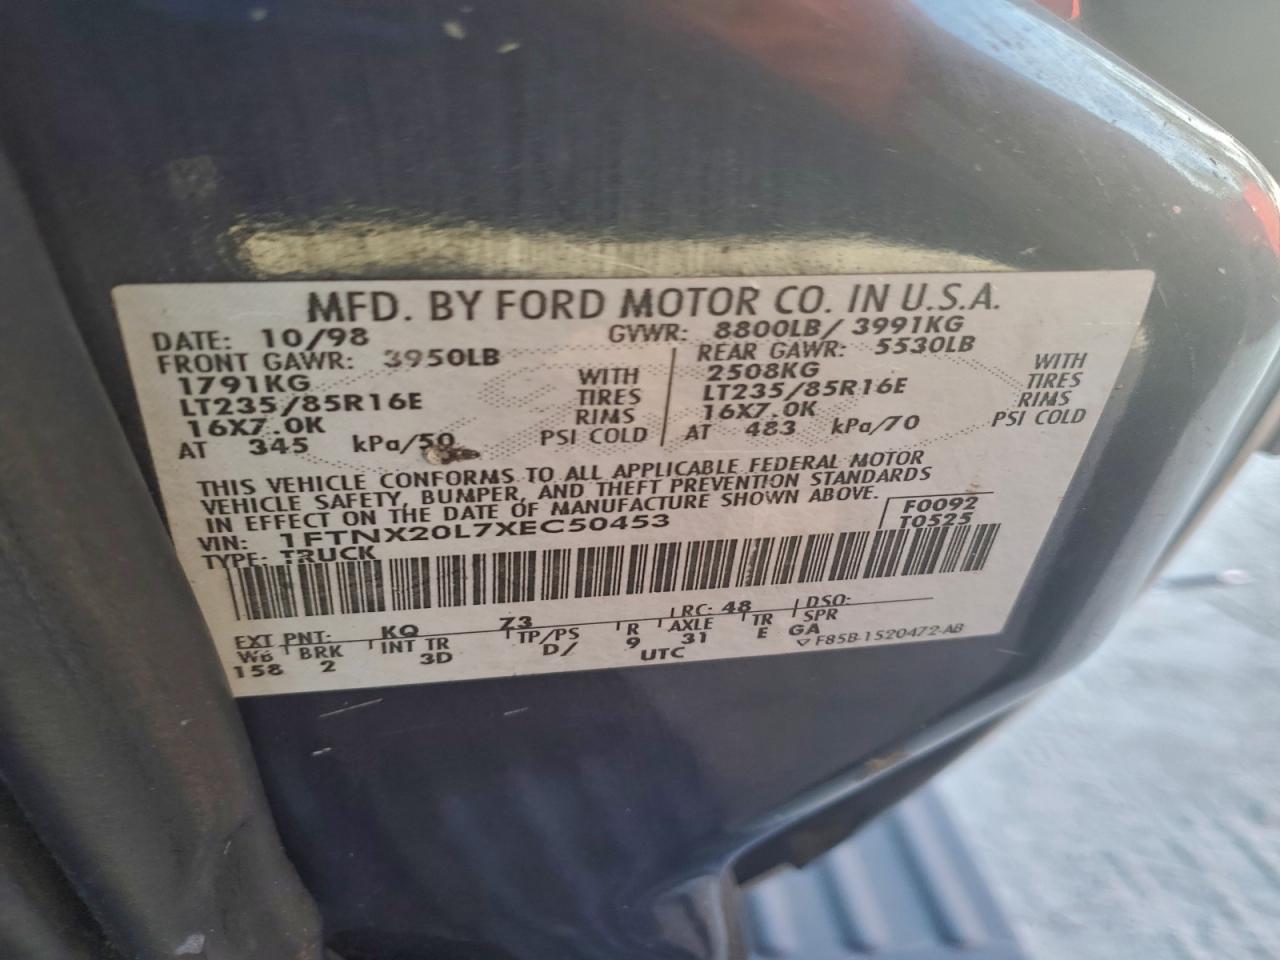 MFD. BY FORD MOTOR CO. IN U.S.A.
DATE: 10/98 GVWR: 8800LB/ 3991KG
FRONT GAWR: 3950LB REAR GAWR: 5530LB
1791KG WITH 2508KG WITH
LT235/85R16E TIRES LT235/85R16E TIRES
16X7.0K RIMS 16X7.0K RIMS
AT 345 kPa/50 PSI COLD AT 483 kPa/70 PSI COLD
THIS VEHICLE CONFORMS TO ALL APPLICABLE FEDERAL MOTOR
VEHICLE SAFETY, BUMPER, AND THEFT PREVENTION STANDARDS
IN EFFECT ON THE DATE OF MANUFACTURE SHOWN ABOVE.
VIN: 1FTNX20L7XEC50453 F0092
TYPE: TRUCK T0525
EXT PNT: KQ Z3 RC: 48 DSO:
WB BRK INT TR TP/PS R AXLE TR SPR
158 2 3D D/ 9 31 E GA
UTC F85B-1520472-AB